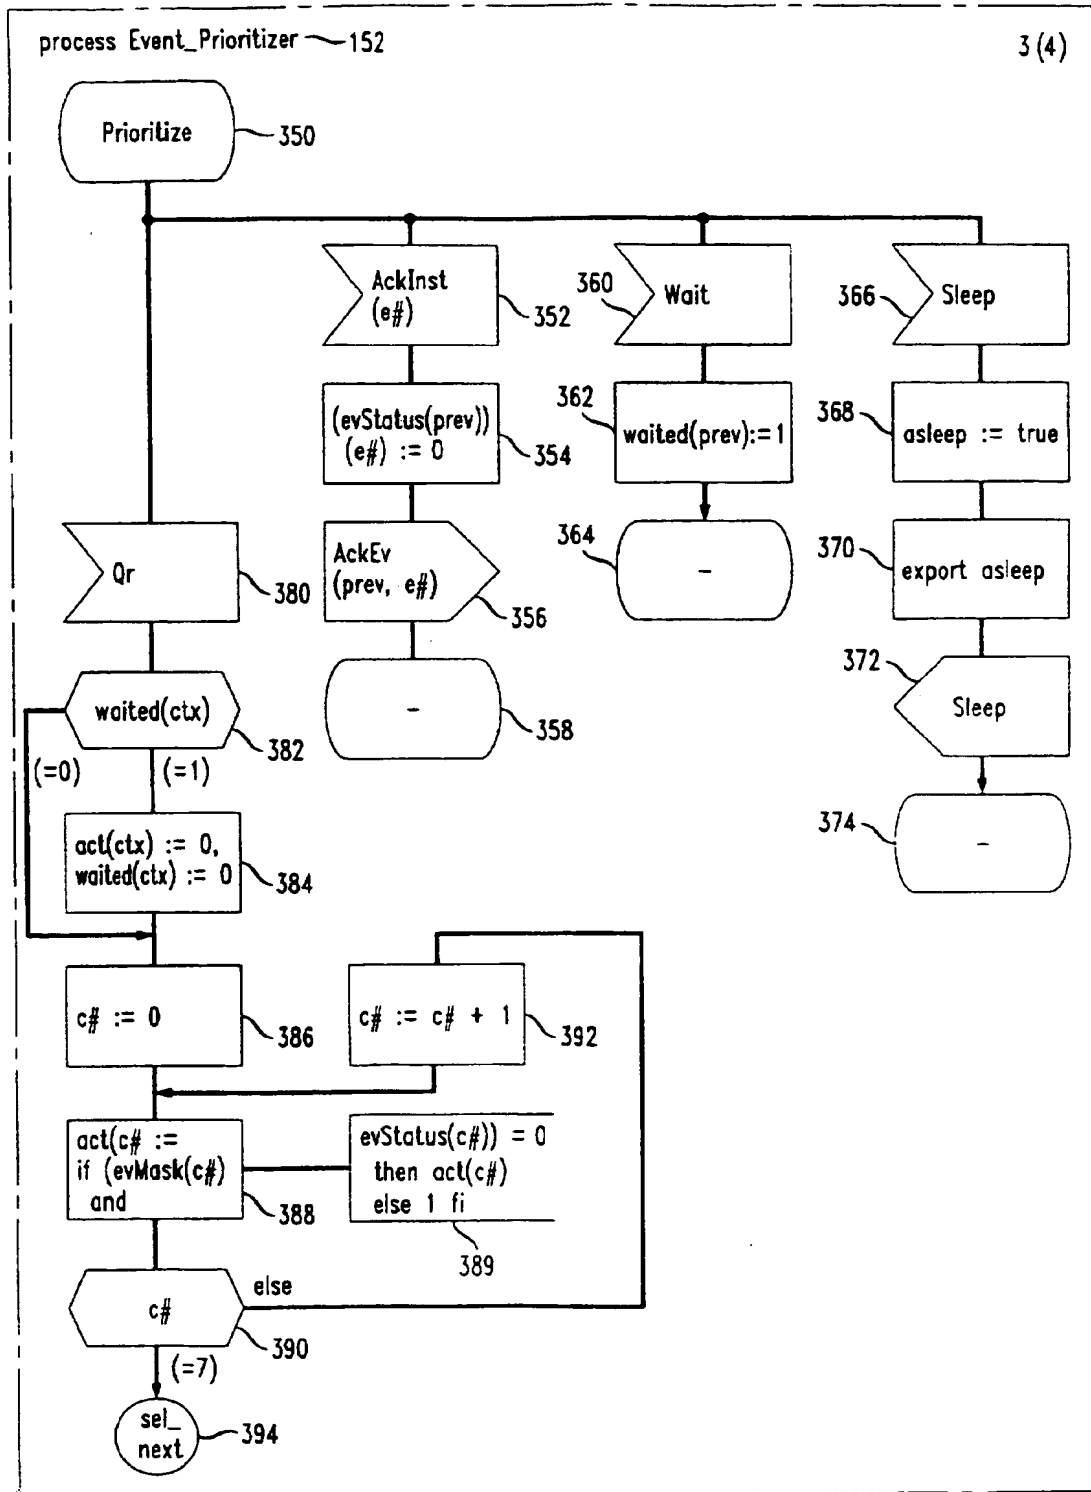 process Event_Prioritizer 152
3(4)
Prioritize
350
AckInst
(e#)
352
360
Wait
366
Sleep
(evStatus(prev))
(e#) := 0
354
362
waited(prev):=1
368
asleep := true
Qr
380
AckEv
(prev, e#)
356
364
-
370
export asleep
waited(ctx)
382
-
358
372
Sleep
(=0)
(=1)
act(ctx) := 0,
waited(ctx) := 0
384
374
-
c# := 0
386
c# := c# + 1
392
act(c# :=
if (evMask(c#)
and
388
evStatus(c#)) = 0
then act(c#)
else 1 fi
389
c#
else
390
(=7)
sel_
next
394